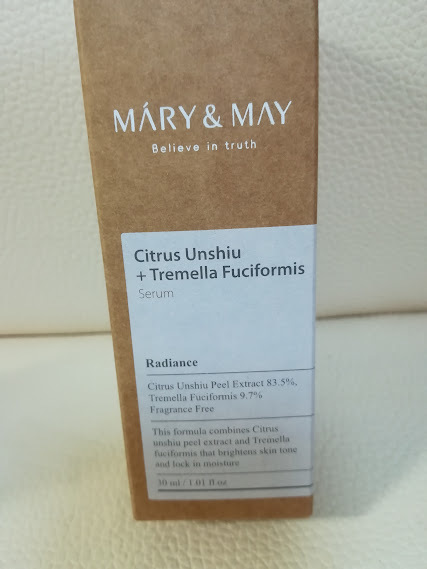 MÁRY & MAY
Believe in truth
Citrus Unshiu
+ Tremella Fuciformis
Serum
Radiance
Citrus Unshiu Peel Extract 83.5%,
Tremella Fuciformis 9.7%
Fragrance Free
This formula combines Citrus
unshiu peel extract and Tremella
fuciformis that brightens skin tone
and lock in moisture
30 ml / 1.01 fl.oz